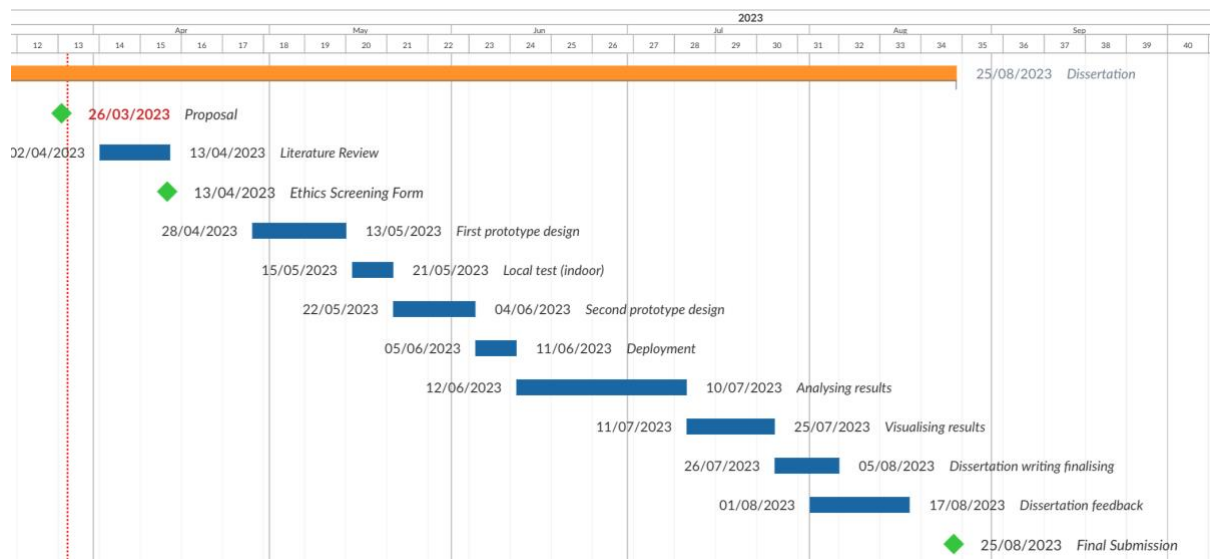 2023
Apr May Jun Jul Aug Sep
12 13 14 15 16 17 18 19 20 21 22 23 24 25 26 27 28 29 30 31 32 33 34 35 36 37 38 39 40
25/08/2023 Dissertation
26/03/2023 Proposal
02/04/2023 13/04/2023 Literature Review
13/04/2023 Ethics Screening Form
28/04/2023 13/05/2023 First prototype design
15/05/2023 21/05/2023 Local test (indoor)
22/05/2023 04/06/2023 Second prototype design
05/06/2023 11/06/2023 Deployment
12/06/2023 10/07/2023 Analysing results
11/07/2023 25/07/2023 Visualising results
26/07/2023 05/08/2023 Dissertation writing finalising
01/08/2023 17/08/2023 Dissertation feedback
25/08/2023 Final Submission